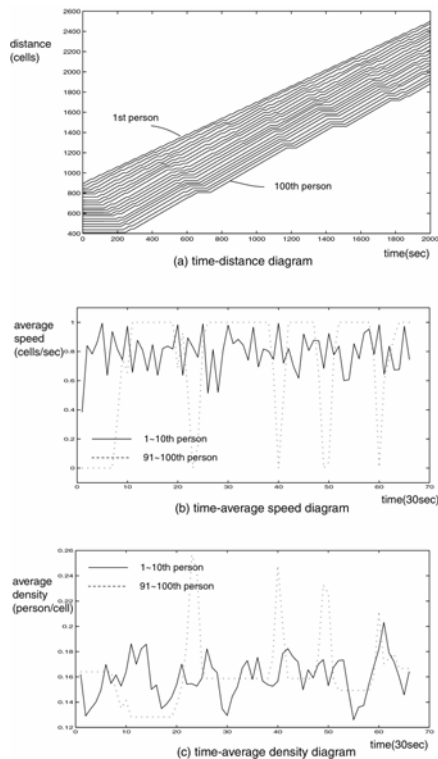 distance
(cells)
2600
2400
2200
2000
1800
1600
1400
1200
1000
800
600
400
1st person
100th person
0 200 400 600 800 1000 1200 1400 1600 1800 2000
time(sec)
(a) time-distance diagram
average
speed
(cells/sec)
1
0.8
0.6
0.4
0.2
0
1~10th person
91~100th person
0 10 20 30 40 50 60 70
time(30sec)
(b) time-average speed diagram
average
density
(person/cell)
0.26
0.24
0.22
0.2
0.18
0.16
0.14
0.12
1~10th person
91~100th person
0 10 20 30 40 50 60 70
time(30sec)
(c) time-average density diagram